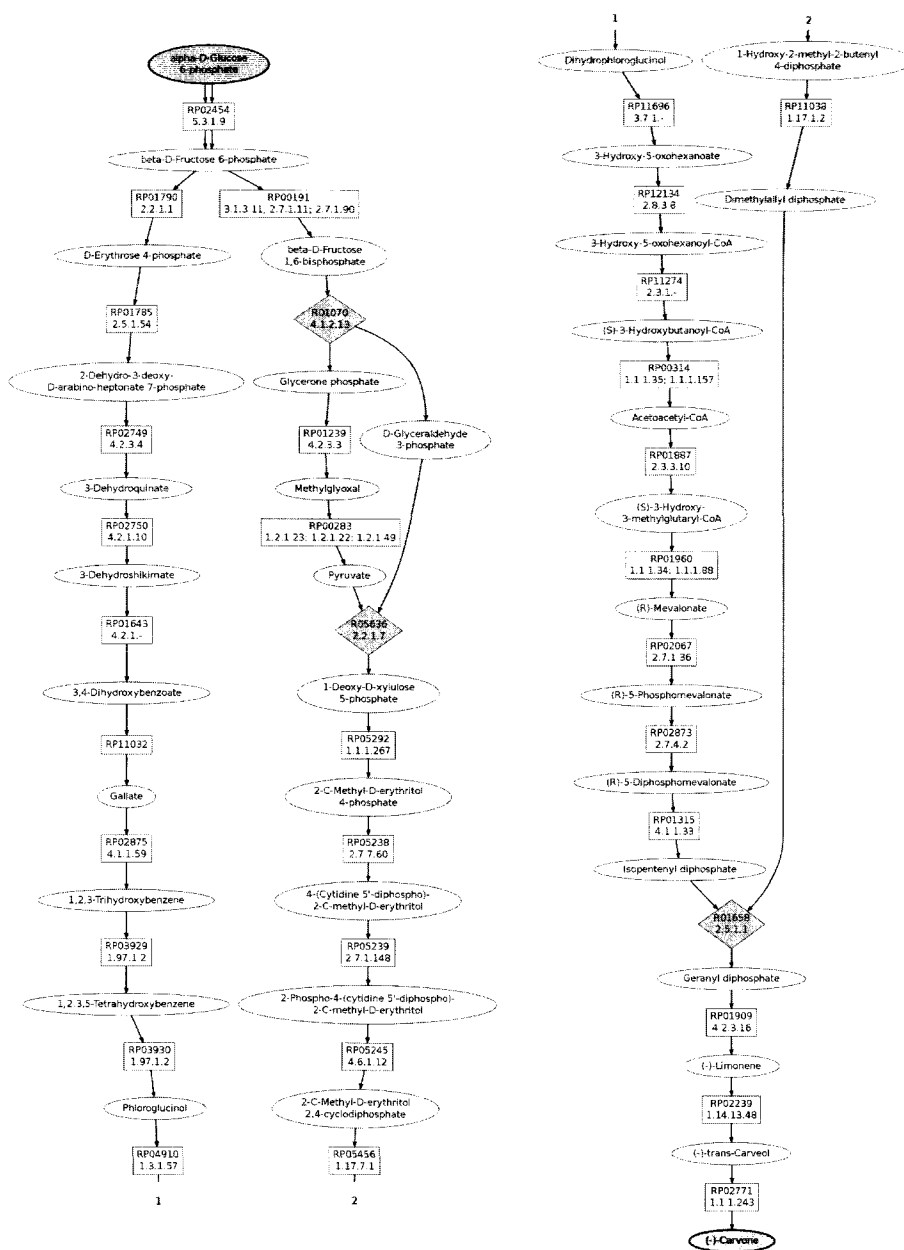 alpha-D-Glucose
6-phosphate
RP02454
5.3.1.9
beta-D-Fructose 6-phosphate
RP01790
2.2.1.1
D-Erythrose 4-phosphate
RP01785
2.5.1.54
2-Dehydro-3-deoxy-
D-arabino-heptonate 7-phosphate
RP02749
4.2.3.4
3-Dehydroquinate
RP02750
4.2.1.10
3-Dehydroshikimate
RP01643
4.2.1.-
3,4-Dihydroxybenzoate
RP11032
Gallate
RP02875
4.1.1.59
1,2,3-Trihydroxybenzene
RP03929
1.97.1 2
1,2,3,5-Tetrahydroxybenzene
RP03930
1.97.1.2
Phloroglucinol
RP04910
1.3.1.57
1
RP00191
3.1.3 11; 2.7.1.11; 2.7.1.90
beta-D-Fructose
1,6-bisphosphate
R01070
4.1.2.13
Glycerone phosphate
RP01239
4.2.3.3
Methylglyoxal
RP00283
1.2.1 23; 1.2.1.22; 1.2.1 49
Pyruvate
D-Glyceraldehyde
3-phosphate
R05636
2.2.1.7
1-Deoxy-D-xylulose
5-phosphate
RP05292
1.1.1.267
2-C-Methyl-D-erythritol
4-phosphate
RP05238
2.7 7.60
4-(Cytidine 5'-diphospho)-
2-C-methyl-D-erythritol
RP05239
2 7.1.148
2-Phospho-4-(cytidine 5'-diphospho)-
2-C-methyl-D-erythritol
RP05245
4.6.1.12
2-C-Methyl-D-erythritol
2,4-cyclodiphosphate
RP05456
1.17.7.1
2
1
Dihydrophloroglucinol
RP11696
3.7 1.-
3-Hydroxy-5-oxohexanoate
RP12134
2.8.3 6
3-Hydroxy-5-oxohexanoyl-CoA
RP11274
2.3.1.-
(S)-3-Hydroxybutanoyl-CoA
RP00314
1.1 1.35; 1.1.1.157
Acetoacetyl-CoA
RP01887
2.3.3.10
(S)-3-Hydroxy-
3-methylglutaryl-CoA
RP01960
1.1 1.34; 1.1.1.88
(R)-Mevalonate
RP02067
2.7.1 36
(R)-5-Phosphomevalonate
RP02873
2.7.4.2
(R)-5-Diphosphomevalonate
RP01315
4.1 1.33
Isopentenyl diphosphate
2
1-Hydroxy-2-methyl-2-butenyl
4-diphosphate
RP11038
1.17.1.2
Dimethylallyl diphosphate
R01658
2.5.1.1
Geranyl diphosphate
RP01909
4 2.3.16
(-)-Limonene
RP02239
1.14.13.48
(-)-trans-Carveol
RP02771
1.1 1.243
(-)-Carvone